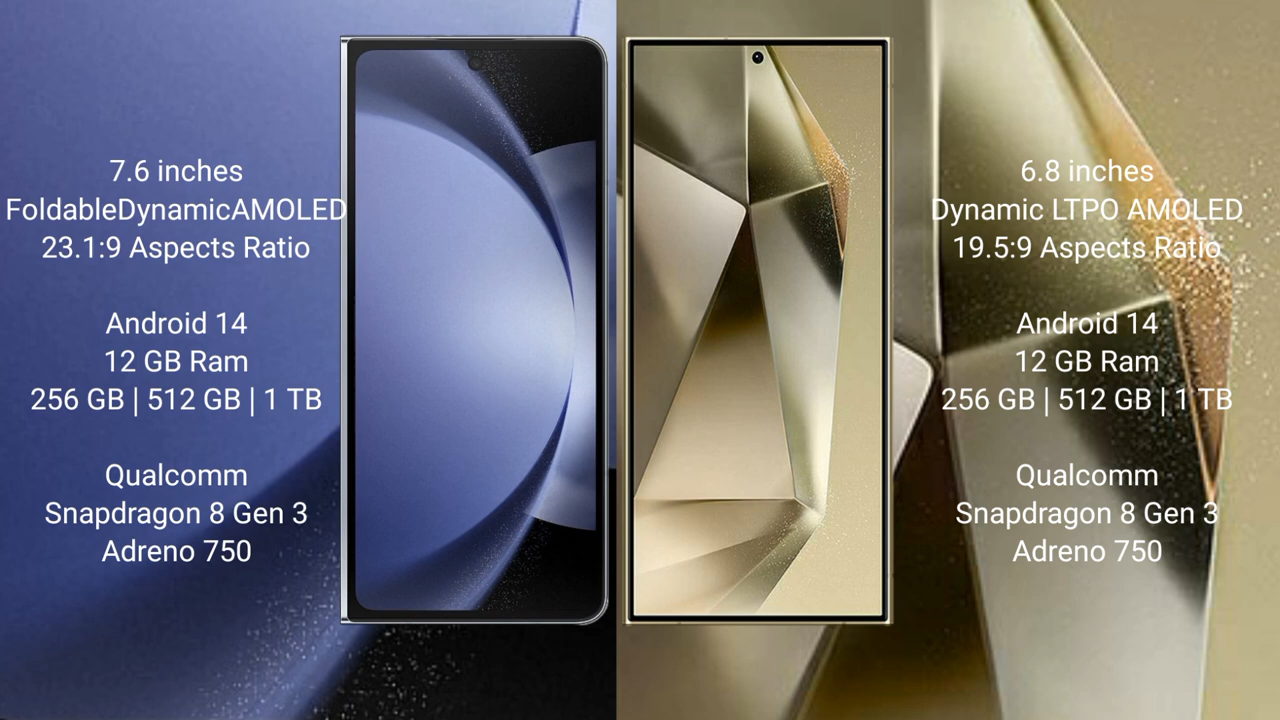 7.6 inches
FoldableDynamicAMOLED
23.1:9 Aspects Ratio
Android 14
12 GB Ram
256 GB | 512 GB | 1 TB
Qualcomm
Snapdragon 8 Gen 3
Adreno 750
6.8 inches
Dynamic LTPO AMOLED
19.5:9 Aspects Ratio
Android 14
12 GB Ram
256 GB | 512 GB | 1 TB
Qualcomm
Snapdragon 8 Gen 3
Adreno 750